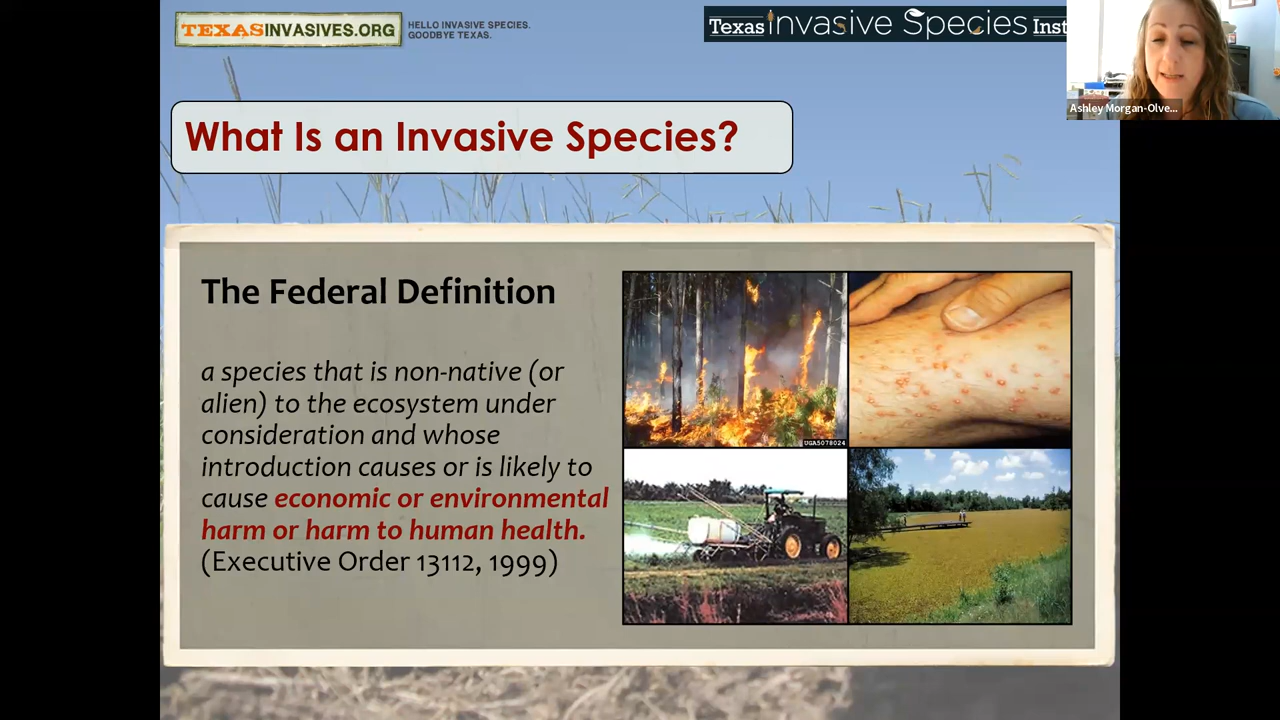 TEXASINVASIVES.ORG
HELLO INVASIVE SPECIES.
GOODBYE TEXAS.
Texas Invasive Species Inst
Ashley Morgan-Olve...
What Is an Invasive Species?
The Federal Definition
a species that is non-native (or
alien) to the ecosystem under
consideration and whose
introduction causes or is likely to
cause economic or environmental
harm or harm to human health.
(Executive Order 13112, 1999)
UGA5078024